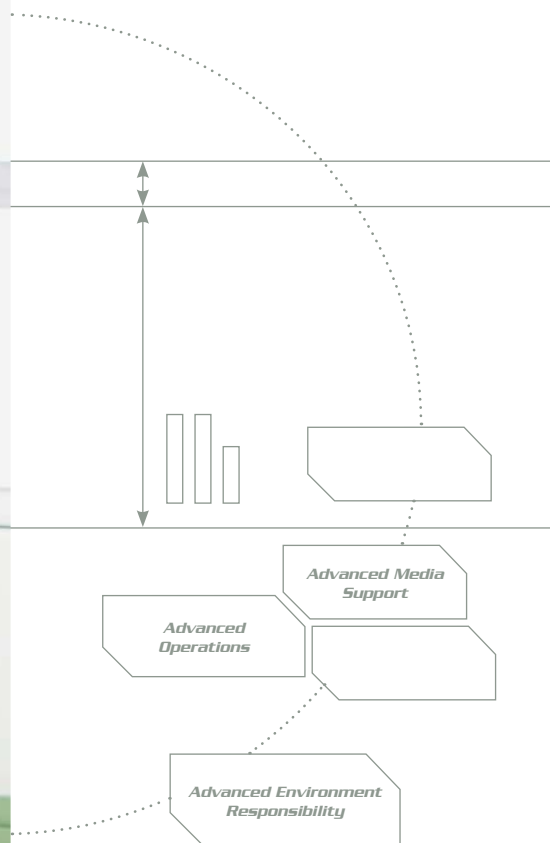 Advanced Media
Support
Advanced
Operations
Advanced Environment
Responsibility